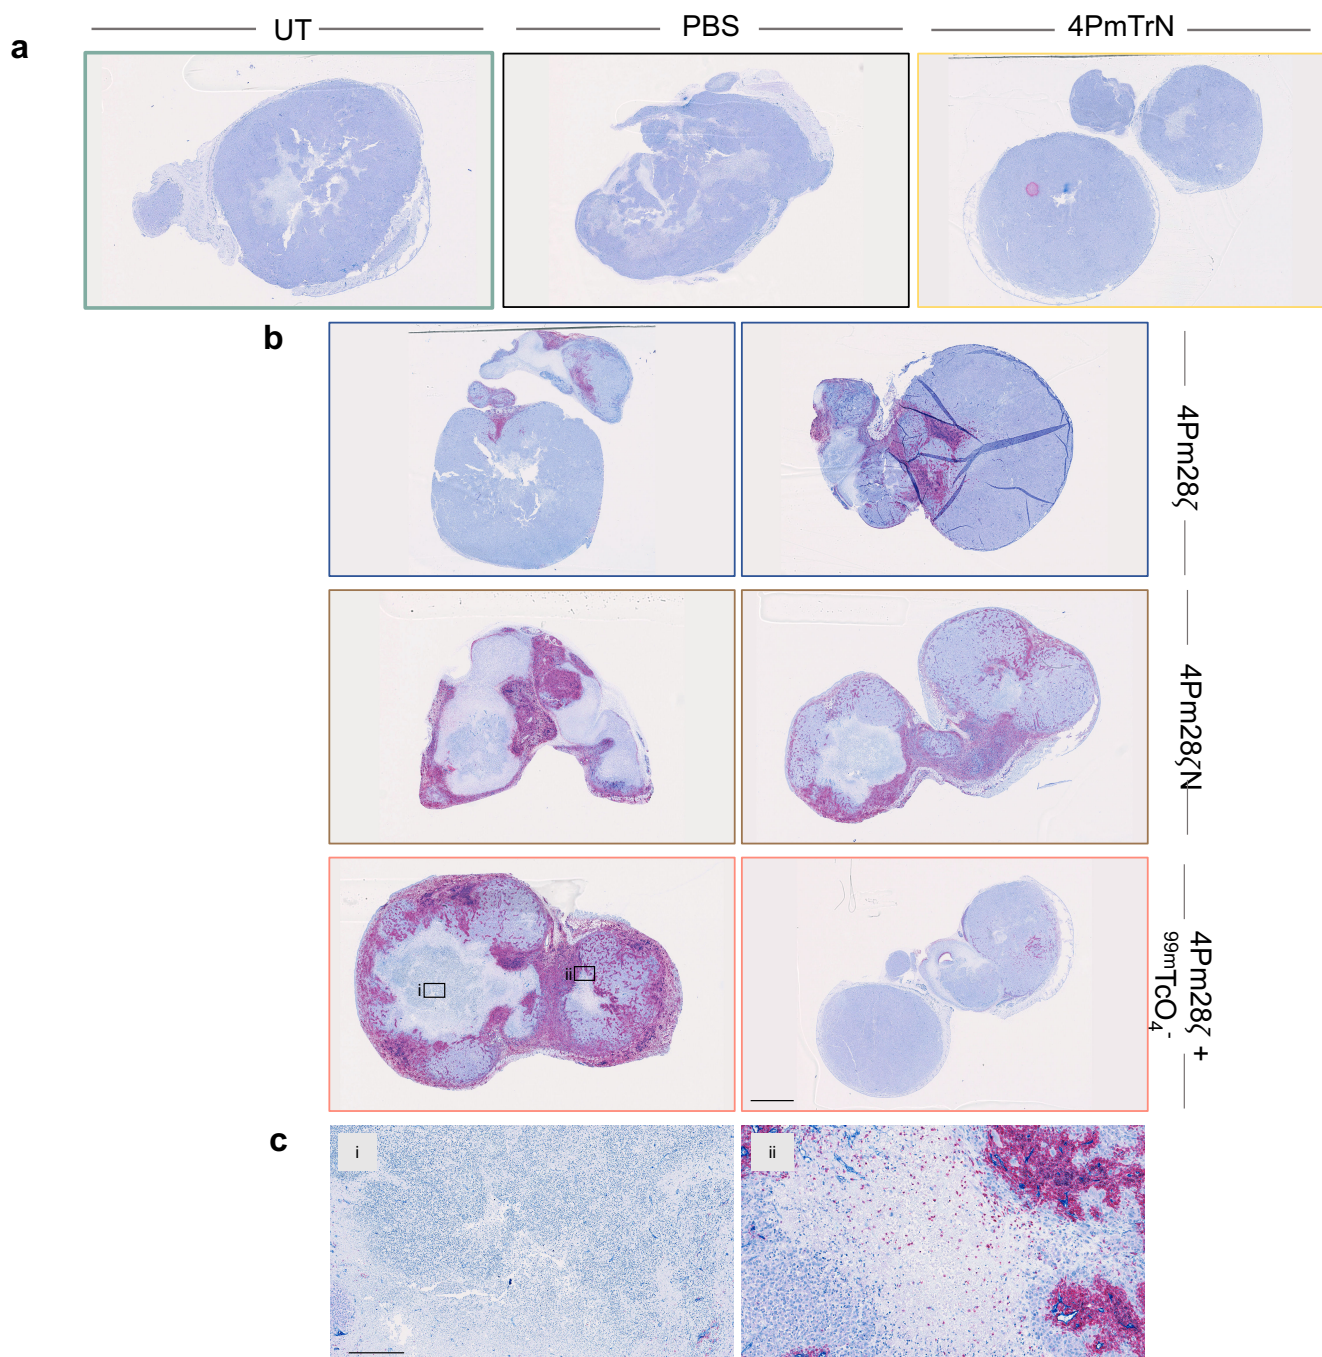 UT PBS 4PmTrN
a
b
4Pm28ζ
4Pm28ζN
4Pm28ζ +
99mTcO4-
i
ii
c
i
ii